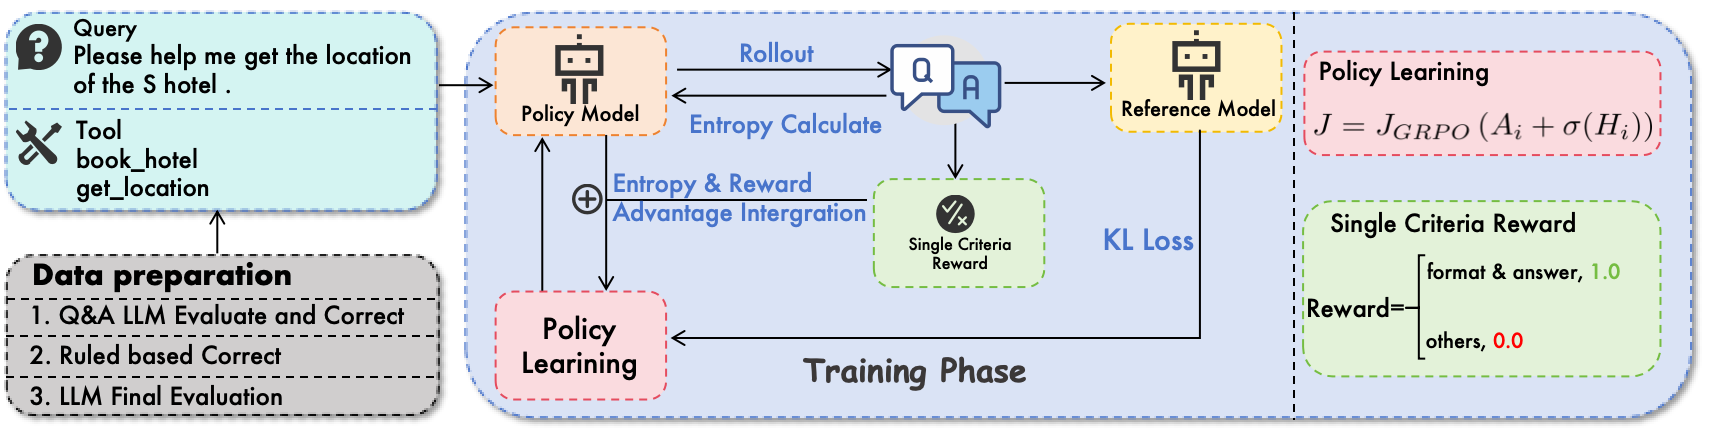 Query
Please help me get the location
of the S hotel .
Tool
book_hotel
get_location
Data preparation
1. Q&A LLM Evaluate and Correct
2. Ruled based Correct
3. LLM Final Evaluation
Policy Model
Rollout
Entropy Calculate
Q
A
Reference Model
Entropy & Reward
Advantage Intergration
Single Criteria
Reward
KL Loss
Policy
Learining
Training Phase
Policy Learining
J = J_{GRPO} (A_i + σ(H_i))
Single Criteria Reward
format & answer, 1.0
Reward=
others, 0.0